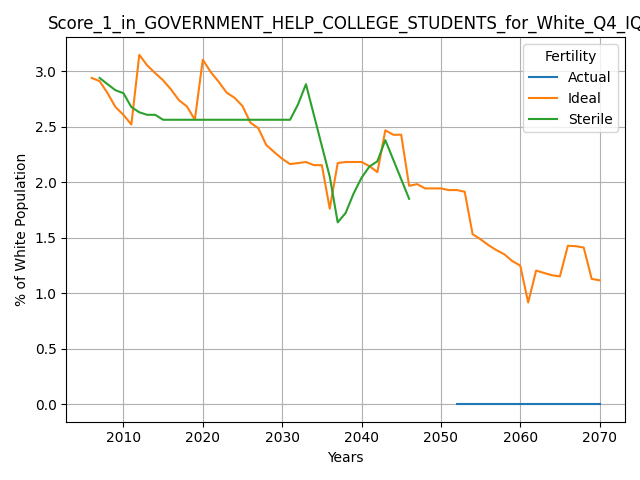 Score_1_in_GOVERNMENT_HELP_COLLEGE_STUDENTS_for_White_Q4_IQ
Fertility
Actual
Ideal
Sterile
% of White Population
3.0
2.5
2.0
1.5
1.0
0.5
0.0
2010 2020 2030 2040 2050 2060 2070
Years